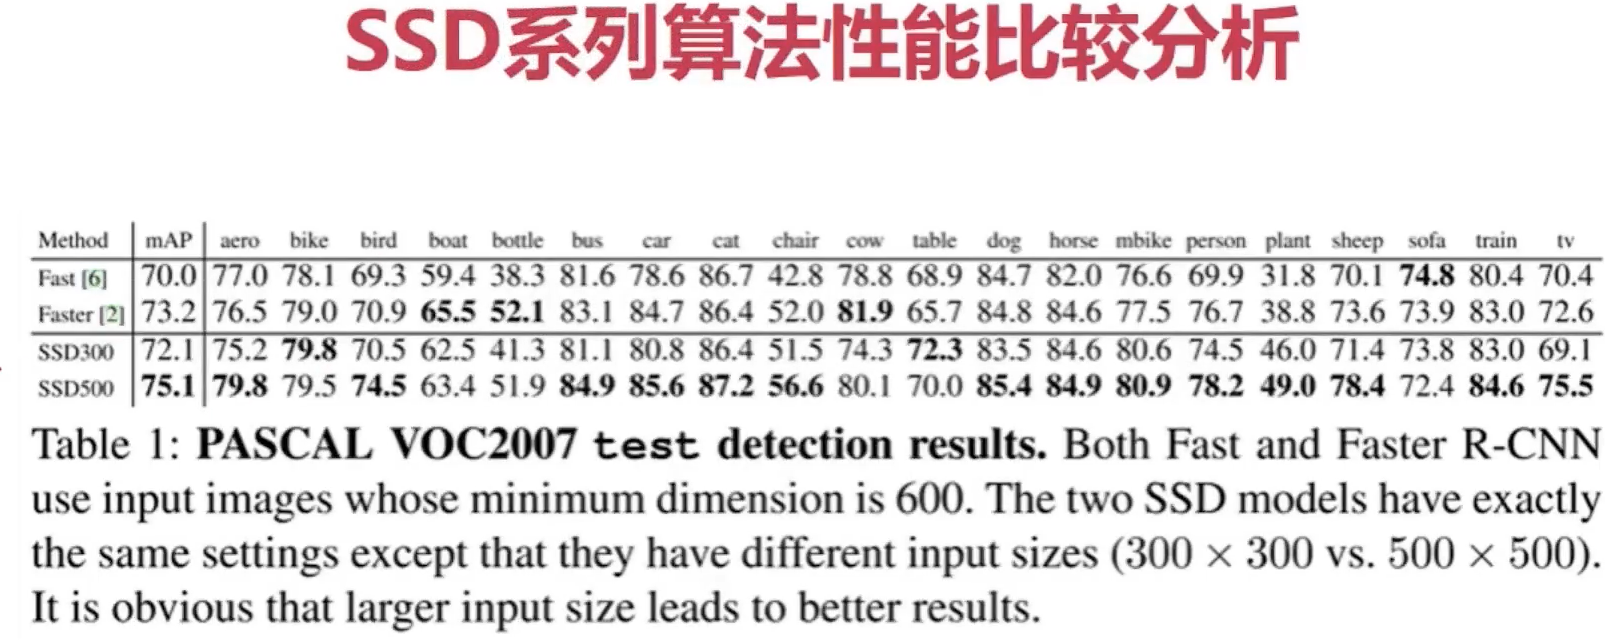 SSD系列算法性能比较分析
Method mAP aero bike bird boat bottle bus car cat chair cow table dog horse mbike person plant sheep sofa train tv
Fast [6] 70.0 77.0 78.1 69.3 59.4 38.3 81.6 78.6 86.7 42.8 78.8 68.9 84.7 82.0 76.6 69.9 31.8 70.1 74.8 80.4 70.4
Faster [2] 73.2 76.5 79.0 70.9 65.5 52.1 83.1 84.7 86.4 52.0 81.9 65.7 84.8 84.6 77.5 76.7 38.8 73.6 73.9 83.0 72.6
SSD300 72.1 75.2 79.8 70.5 62.5 41.3 81.1 80.8 86.4 51.5 74.3 72.3 83.5 84.6 80.6 74.5 46.0 71.4 73.8 83.0 69.1
SSD500 75.1 79.8 79.5 74.5 63.4 51.9 84.9 85.6 87.2 56.6 80.1 70.0 85.4 84.9 80.9 78.2 49.0 78.4 72.4 84.6 75.5
Table 1: PASCAL VOC2007 test detection results. Both Fast and Faster R-CNN
use input images whose minimum dimension is 600. The two SSD models have exactly
the same settings except that they have different input sizes (300 × 300 vs. 500 × 500).
It is obvious that larger input size leads to better results.